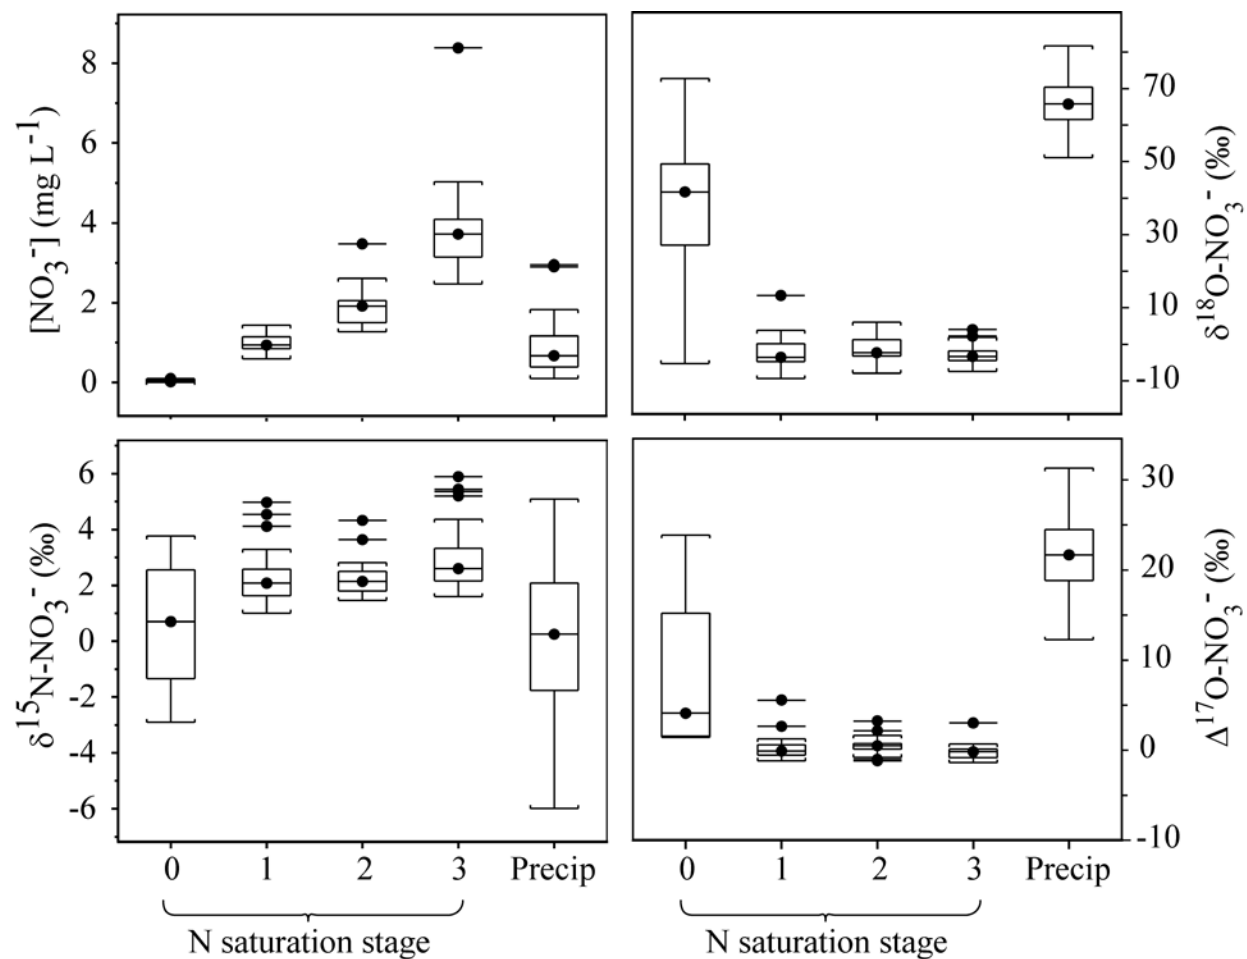 [NO₃⁻] (mg L⁻¹)
8
6
4
2
0
70
50
30
10
-10
δ¹⁸O-NO₃⁻ (‰)
δ¹⁵N-NO₃⁻ (‰)
6
4
2
0
-2
-4
-6
30
20
10
0
-10
Δ¹⁷O-NO₃⁻ (‰)
0 1 2 3 Precip
0 1 2 3 Precip
N saturation stage
N saturation stage